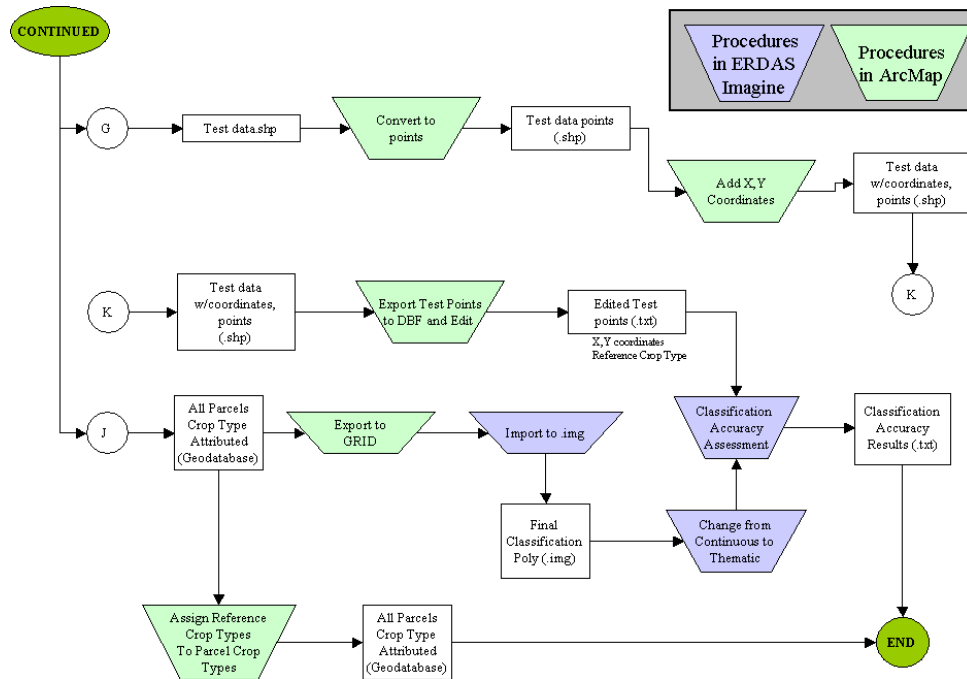 CONTINUED
Procedures
in ERDAS
Imagine
Procedures
in ArcMap
G
Test data.shp
Convert to
points
Test data points
(.shp)
Add X,Y
Coordinates
Test data
w/coordinates,
points (.shp)
K
K
Test data
w/coordinates,
points
(.shp)
Export Test Points
to DBF and Edit
Edited Test
points (.txt)
X,Y coordinates
Reference Crop Type
J
All Parcels
Crop Type
Attributed
(Geodatabase)
Export to
GRID
Import to .img
Classification
Accuracy
Assessment
Classification
Accuracy
Results (.txt)
Final
Classification
Poly (.img)
Change from
Continuous to
Thematic
Assign Reference
Crop Types
To Parcel Crop
Types
All Parcels
Crop Type
Attributed
(Geodatabase)
END